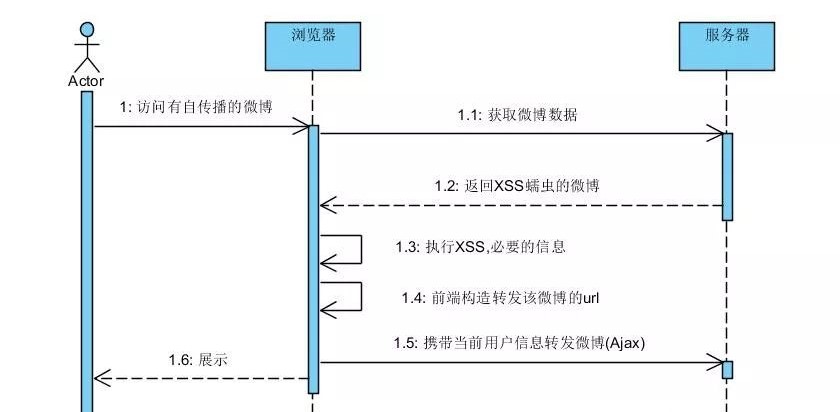 浏览器
服务器
Actor
1: 访问有自传播的微博
1.1: 获取微博数据
1.2: 返回XSS蠕虫的微博
1.3: 执行XSS,必要的信息
1.4: 前端构造转发该微博的url
1.5: 携带当前用户信息转发微博(Ajax)
1.6: 展示